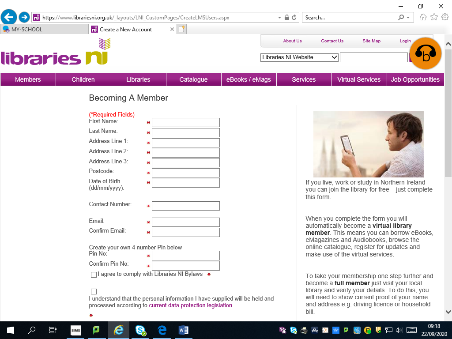 https://www.librariesni.org.uk/_layouts/LNI_CustomPages/CreateLMSUsers.aspx
Search...
MY-SCHOOL
Create a New Account
About Us Contact Us Site Map Login
libraries NI
Libraries NI Website
Members Children Libraries Catalogue eBooks / eMags Services Virtual Services Job Opportunities
Becoming A Member
(*Required Fields)
First Name: *
Last Name: *
Address Line 1: *
Address Line 2: *
Address Line 3: *
Postcode: *
Date of Birth *
(dd/mm/yyyy):
Contact Number: *
Email: *
Confirm Email: *
Create your own 4 number Pin below
Pin No: *
Confirm Pin No: *
I agree to comply with Libraries NI Bylaws *
I understand that the personal information I have supplied will be held and
processed according to current data protection legislation
*
If you live, work or study in Northern Ireland
you can join the library for free just complete
this form.
When you complete the form you will
automatically become a virtual library
member. This means you can borrow eBooks,
eMagazines and Audiobooks, browse the
online catalogue, register for updates and
make use of the virtual services.
To take your membership one step further and
become a full member just visit your local
library and verify your details. To do this, you
will need to show current proof of your name
and address e.g. driving licence or household
bill.
09:18
22/09/2020